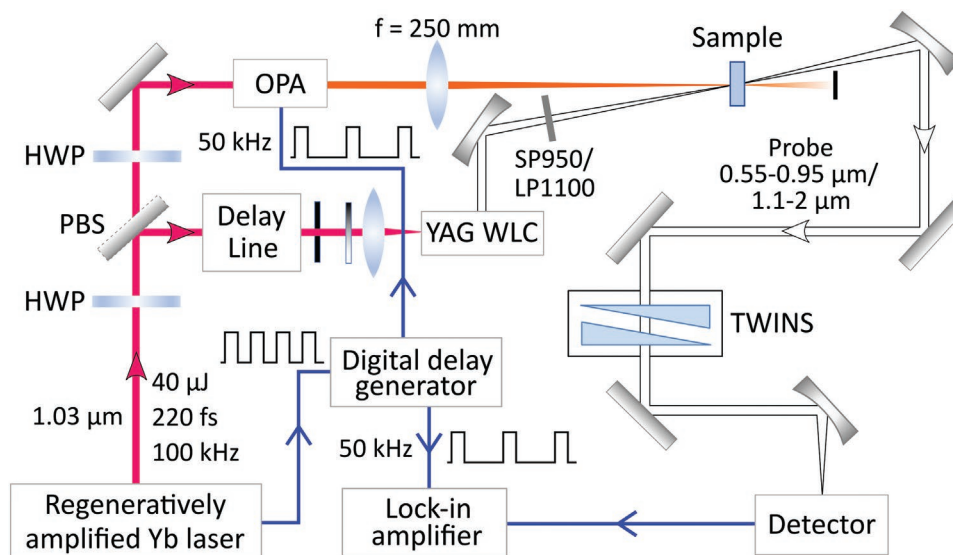 f = 250 mm
Sample
OPA
50 kHz
HWP
SP950/
LP1100
Probe
0.55-0.95 µm/
1.1-2 µm
PBS
Delay
Line
YAG WLC
HWP
TWINS
Digital delay
generator
40 µJ
1.03 µm
220 fs
100 kHz
50 kHz
Regeneratively
amplified Yb laser
Lock-in
amplifier
Detector